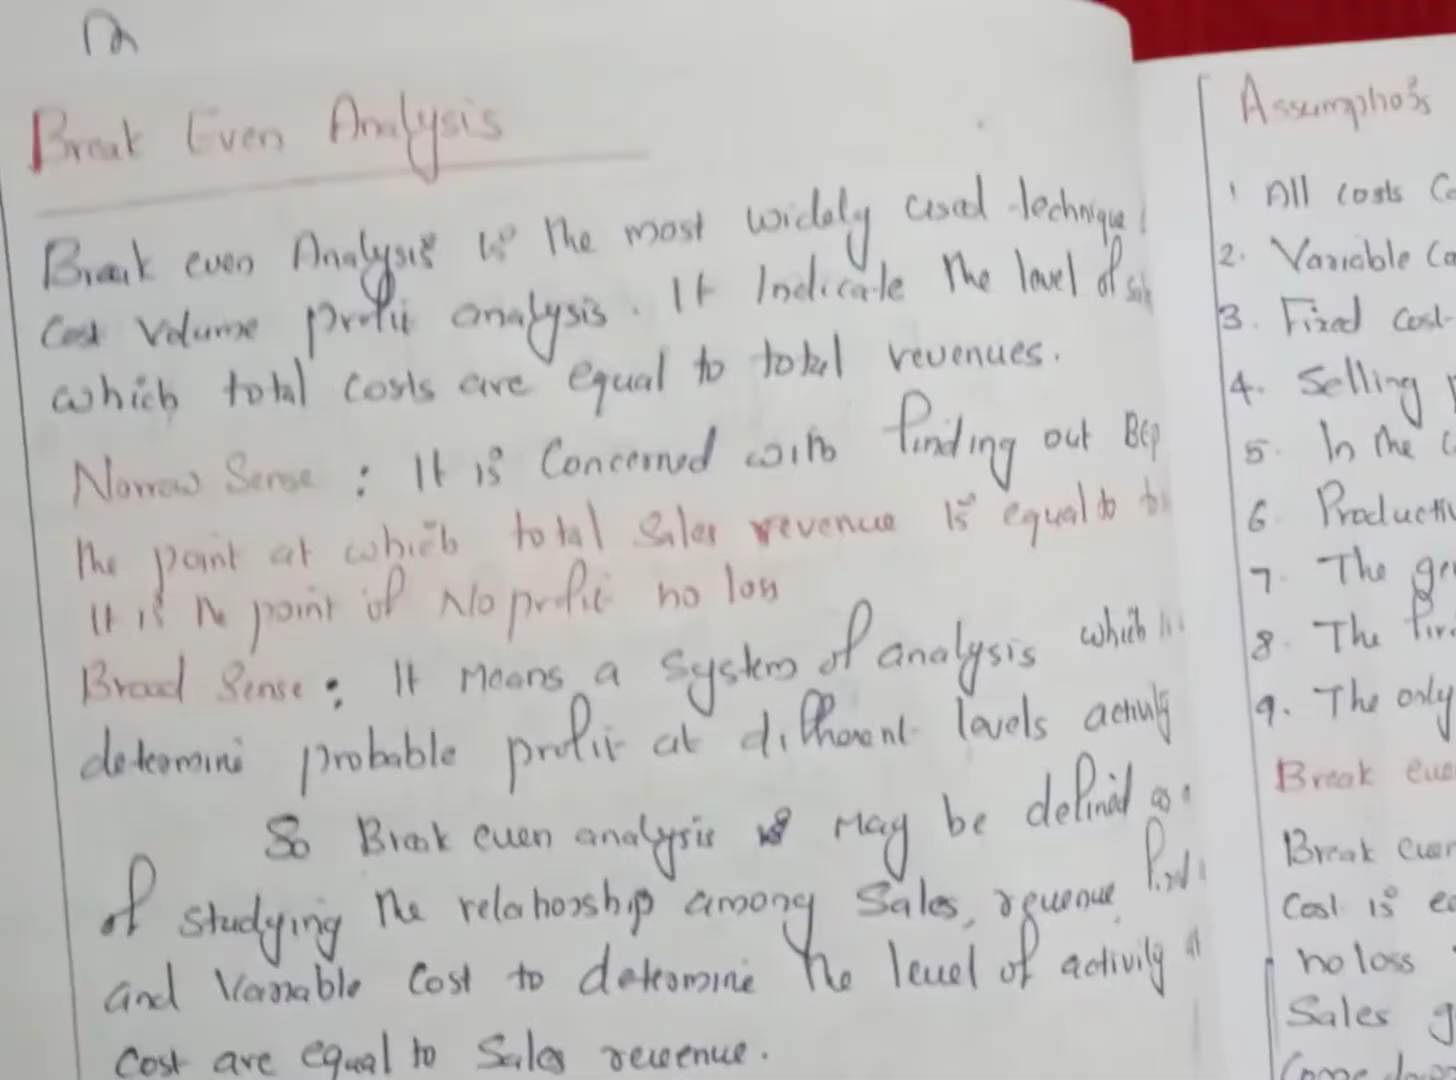 Break Even Analysis
Break even Analysis is the most widely used technique
Cost Volume profit analysis. It Indicate the level of
which total costs are equal to total revenues.
Narrow Sense : It is Concerned with finding out BEP
the point at which total Sales revenue is equal to
It is the point of No profit no loss
Broad Sense : It means a System of analysis which
determine probable profit at different levels activity
So Break even analysis may be defined as
of studying the relationship among Sales, revenue
and Variable Cost to determine the level of activity
Cost are equal to Sales revenue.
1 All costs
2. Variable
3. Fixed cost
4. Selling
5. In the
6. 
7. The
8. The
9. The only
Break
Break
Cost is
no loss
Sales